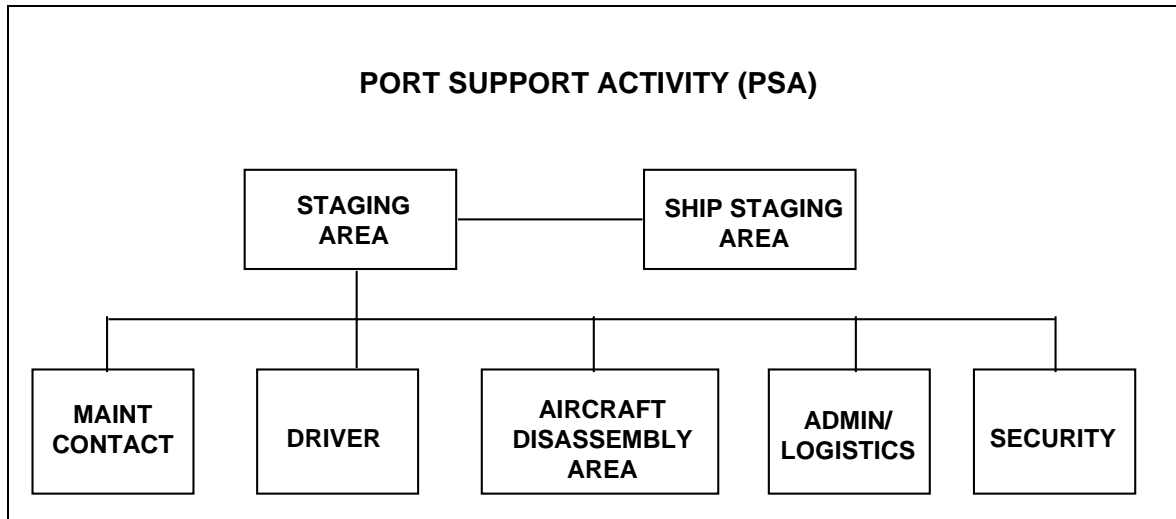 PORT SUPPORT ACTIVITY (PSA)
STAGING
AREA
SHIP STAGING
AREA
MAINT
CONTACT
DRIVER
AIRCRAFT
DISASSEMBLY
AREA
ADMIN/
LOGISTICS
SECURITY